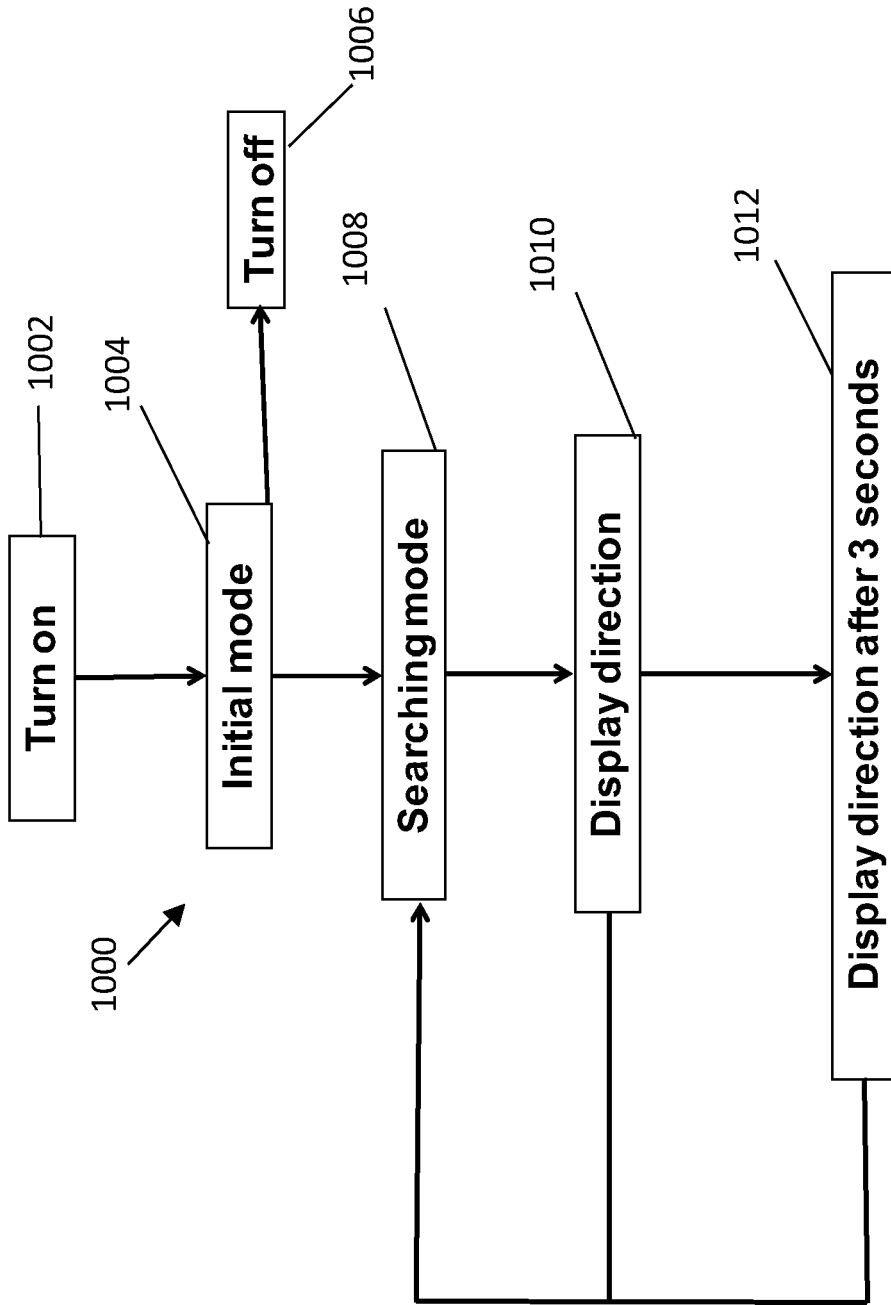 1000
Turn on
1002
Initial mode
1004
Turn off
1006
Searching mode
1008
Display direction
1010
Display direction after 3 seconds
1012